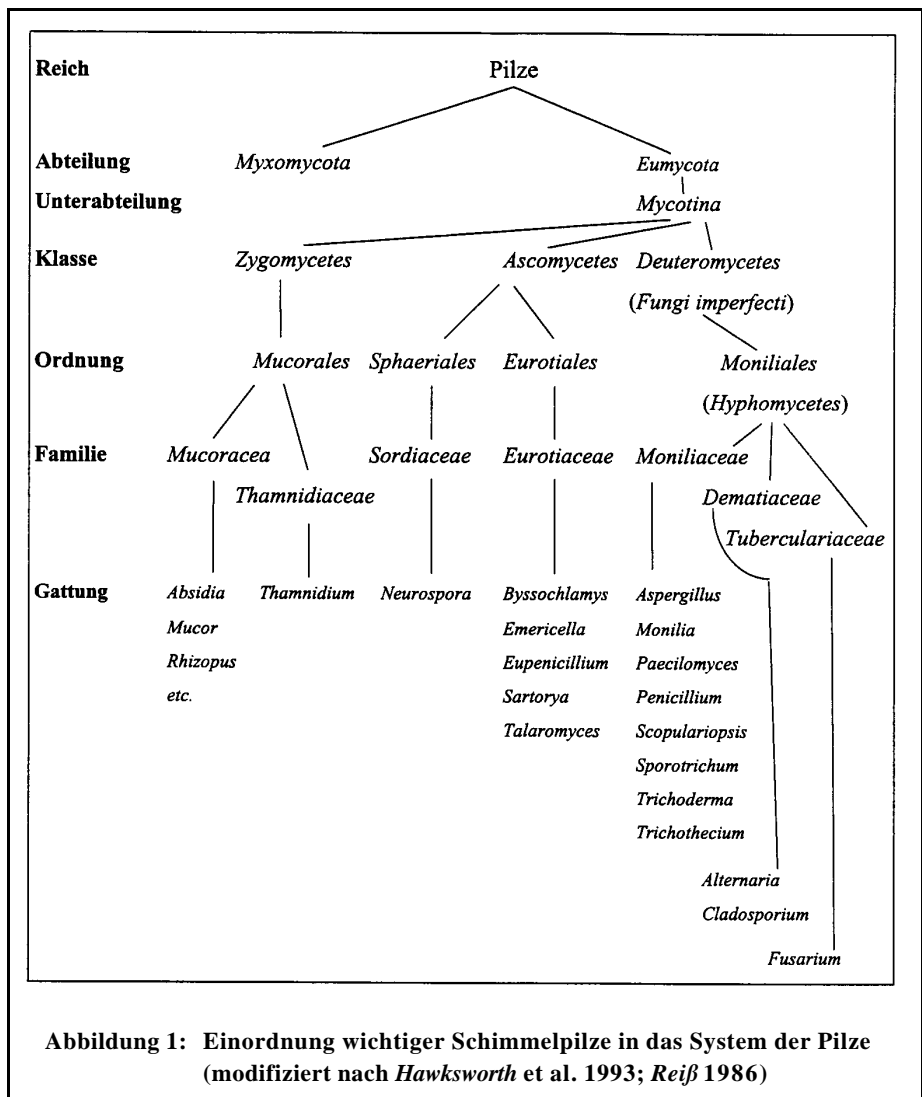 Reich Pilze
Abteilung Myxomycota Eumycota
Unterabteilung Mycotina
Klasse Zygomycetes Ascomycetes Deuteromycetes
(Fungi imperfecti)
Ordnung Mucorales Sphaeriales Eurotiales Moniliales
(Hyphomycetes)
Familie Mucoracea Sordiaceae Eurotiaceae Moniliaceae
Thamnidiaceae Dematiaceae
Tuberculariaceae
Gattung Absidia Thamnidium Neurospora Byssochlamys Aspergillus
Mucor Emericella Monilia
Rhizopus Eupenicillium Paecilomyces
etc. Sartorya Penicillium
Talaromyces Scopulariopsis
Sporotrichum
Trichoderma
Trichothecium
Alternaria
Cladosporium
Fusarium
Abbildung 1: Einordnung wichtiger Schimmelpilze in das System der Pilze
(modifiziert nach Hawksworth et al. 1993; Reiß 1986)